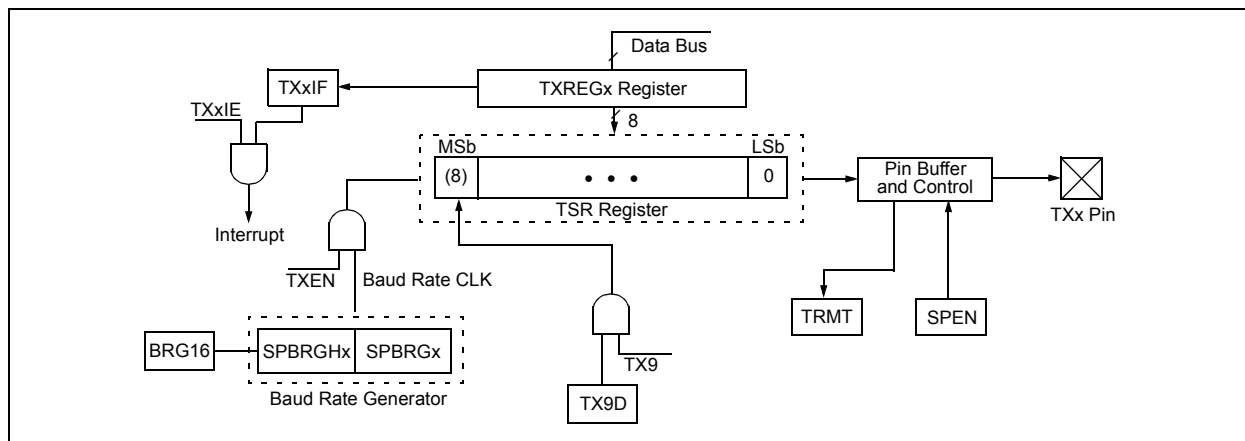 Data Bus
TXxIF
TXREGx Register
TXxIE
8
MSb
LSb
(8)
• • •
0
Pin Buffer
and Control
TSR Register
TXx Pin
Interrupt
TXEN
Baud Rate CLK
TRMT
SPEN
BRG16
SPBRGHx
SPBRGx
TX9
Baud Rate Generator
TX9D